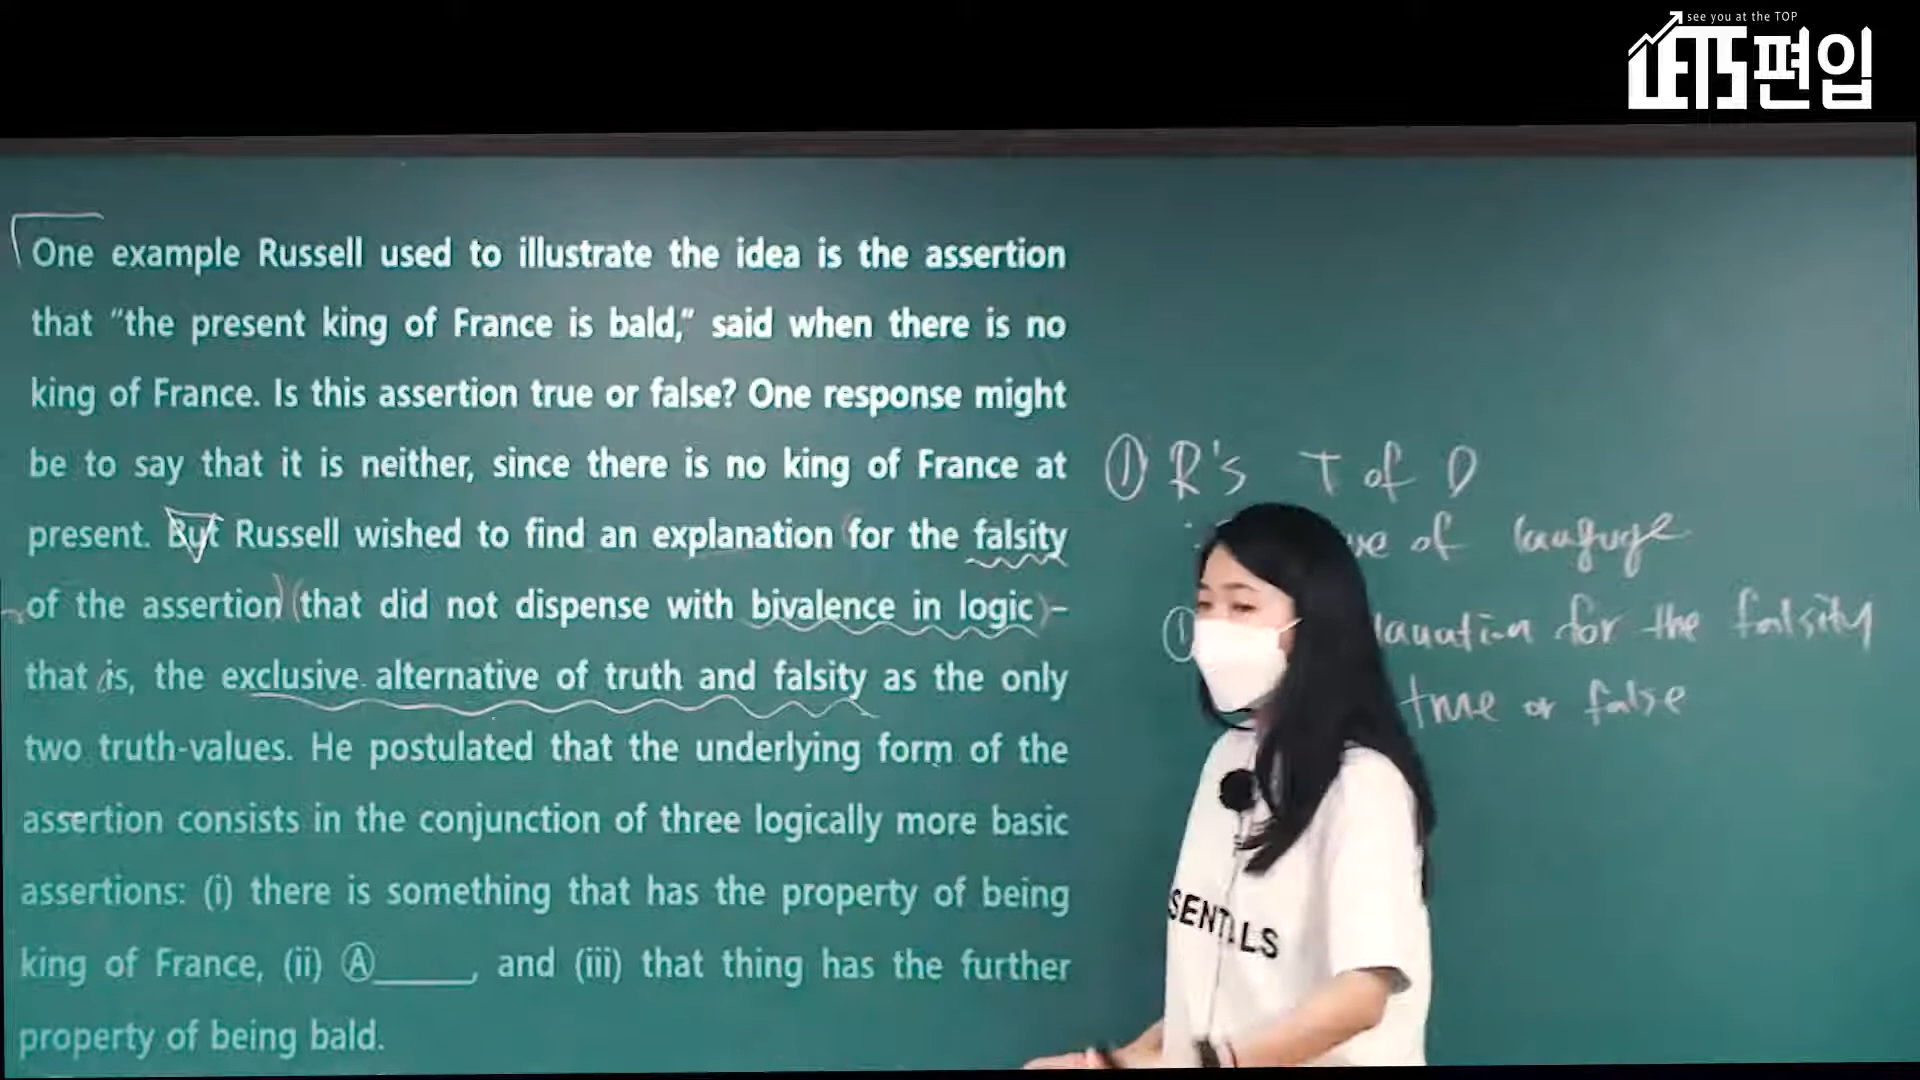 see you at the TOP
LETS편입
One example Russell used to illustrate the idea is the assertion
that “the present king of France is bald,” said when there is no
king of France. Is this assertion true or false? One response might
be to say that it is neither, since there is no king of France at
present. But Russell wished to find an explanation for the falsity
of the assertion that did not dispense with bivalence in logic–
that is, the exclusive alternative of truth and falsity as the only
two truth-values. He postulated that the underlying form of the
assertion consists in the conjunction of three logically more basic
assertions: (i) there is something that has the property of being
king of France, (ii) Ⓐ______, and (iii) that thing has the further
property of being bald.
① R's T of D
of
① for the falsity
true or false